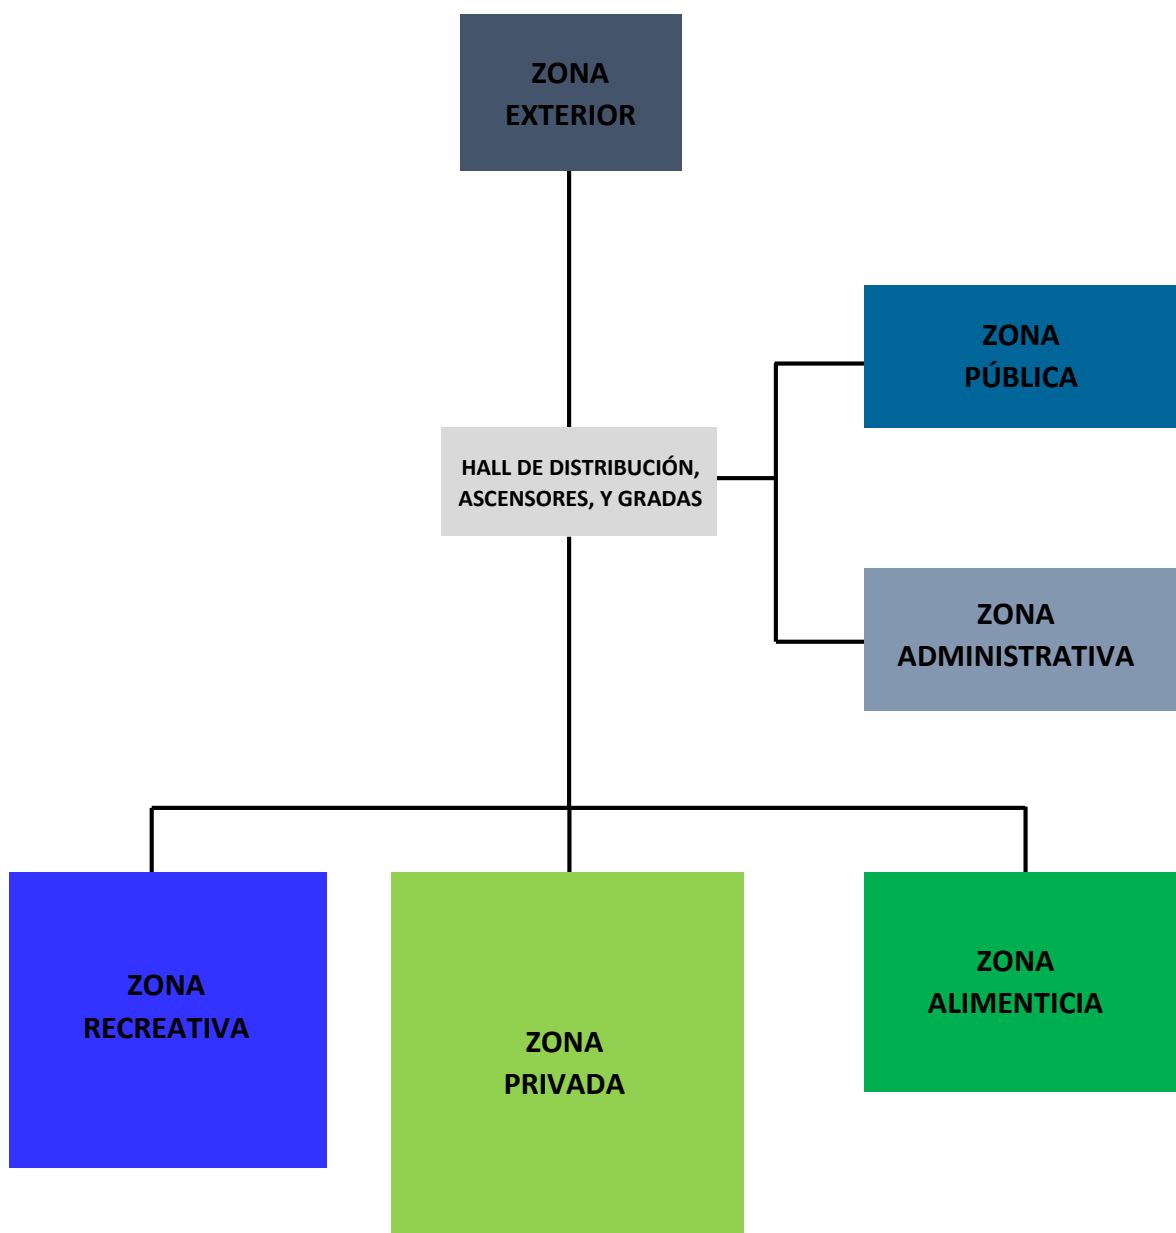 ZONA
EXTERIOR
ZONA
PÚBLICA
HALL DE DISTRIBUCIÓN,
ASCENSORES, Y GRADAS
ZONA
ADMINISTRATIVA
ZONA
RECREATIVA
ZONA
PRIVADA
ZONA
ALIMENTICIA